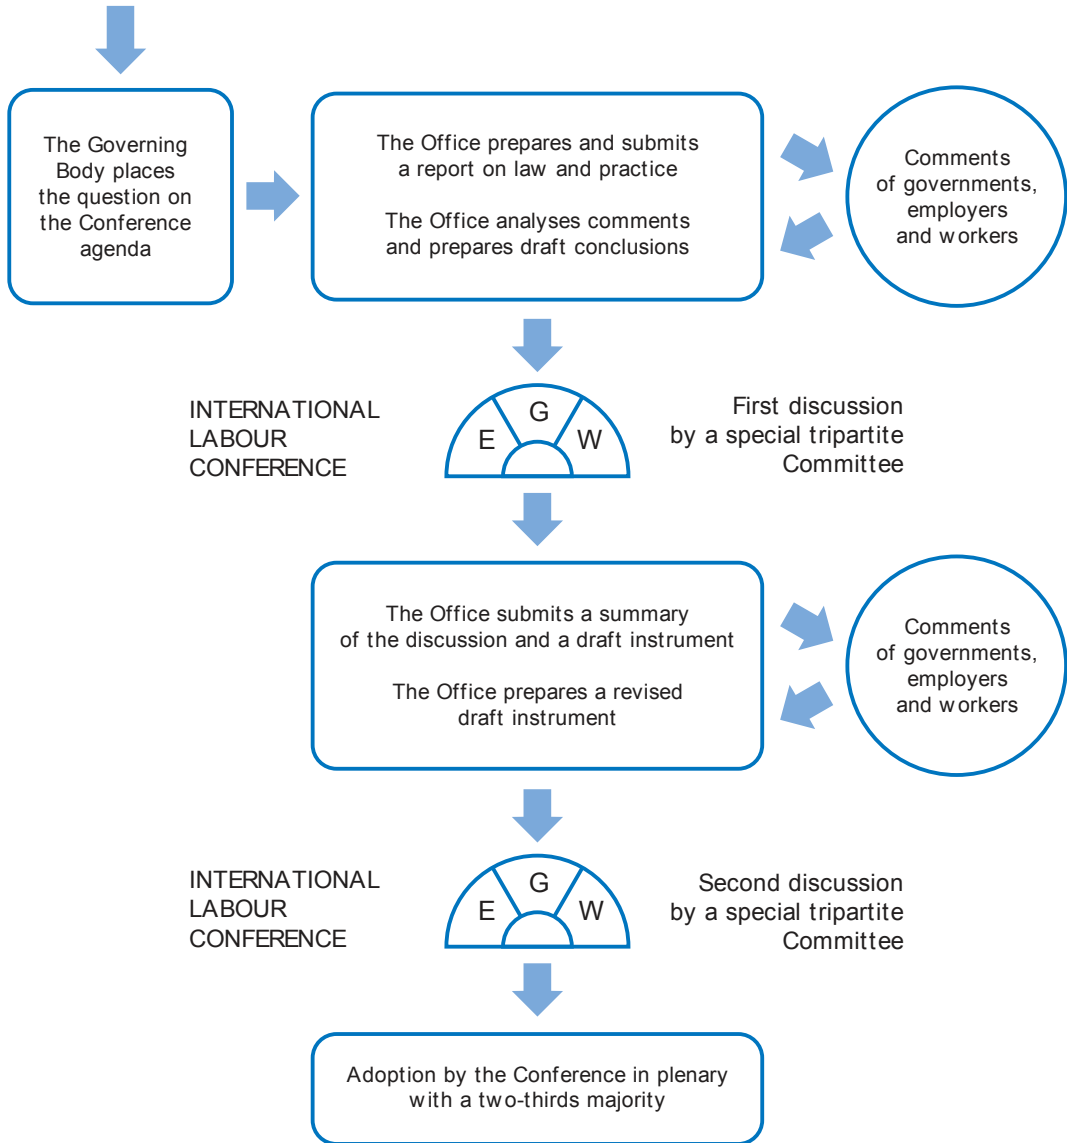 The Governing
Body places
the question on
the Conference
agenda
The Office prepares and submits
a report on law and practice
The Office analyses comments
and prepares draft conclusions
Comments
of governments,
employers
and workers
INTERNATIONAL
LABOUR
CONFERENCE
E
G
W
First discussion
by a special tripartite
Committee
The Office submits a summary
of the discussion and a draft instrument
The Office prepares a revised
draft instrument
Comments
of governments,
employers
and workers
INTERNATIONAL
LABOUR
CONFERENCE
E
G
W
Second discussion
by a special tripartite
Committee
Adoption by the Conference in plenary
with a two-thirds majority